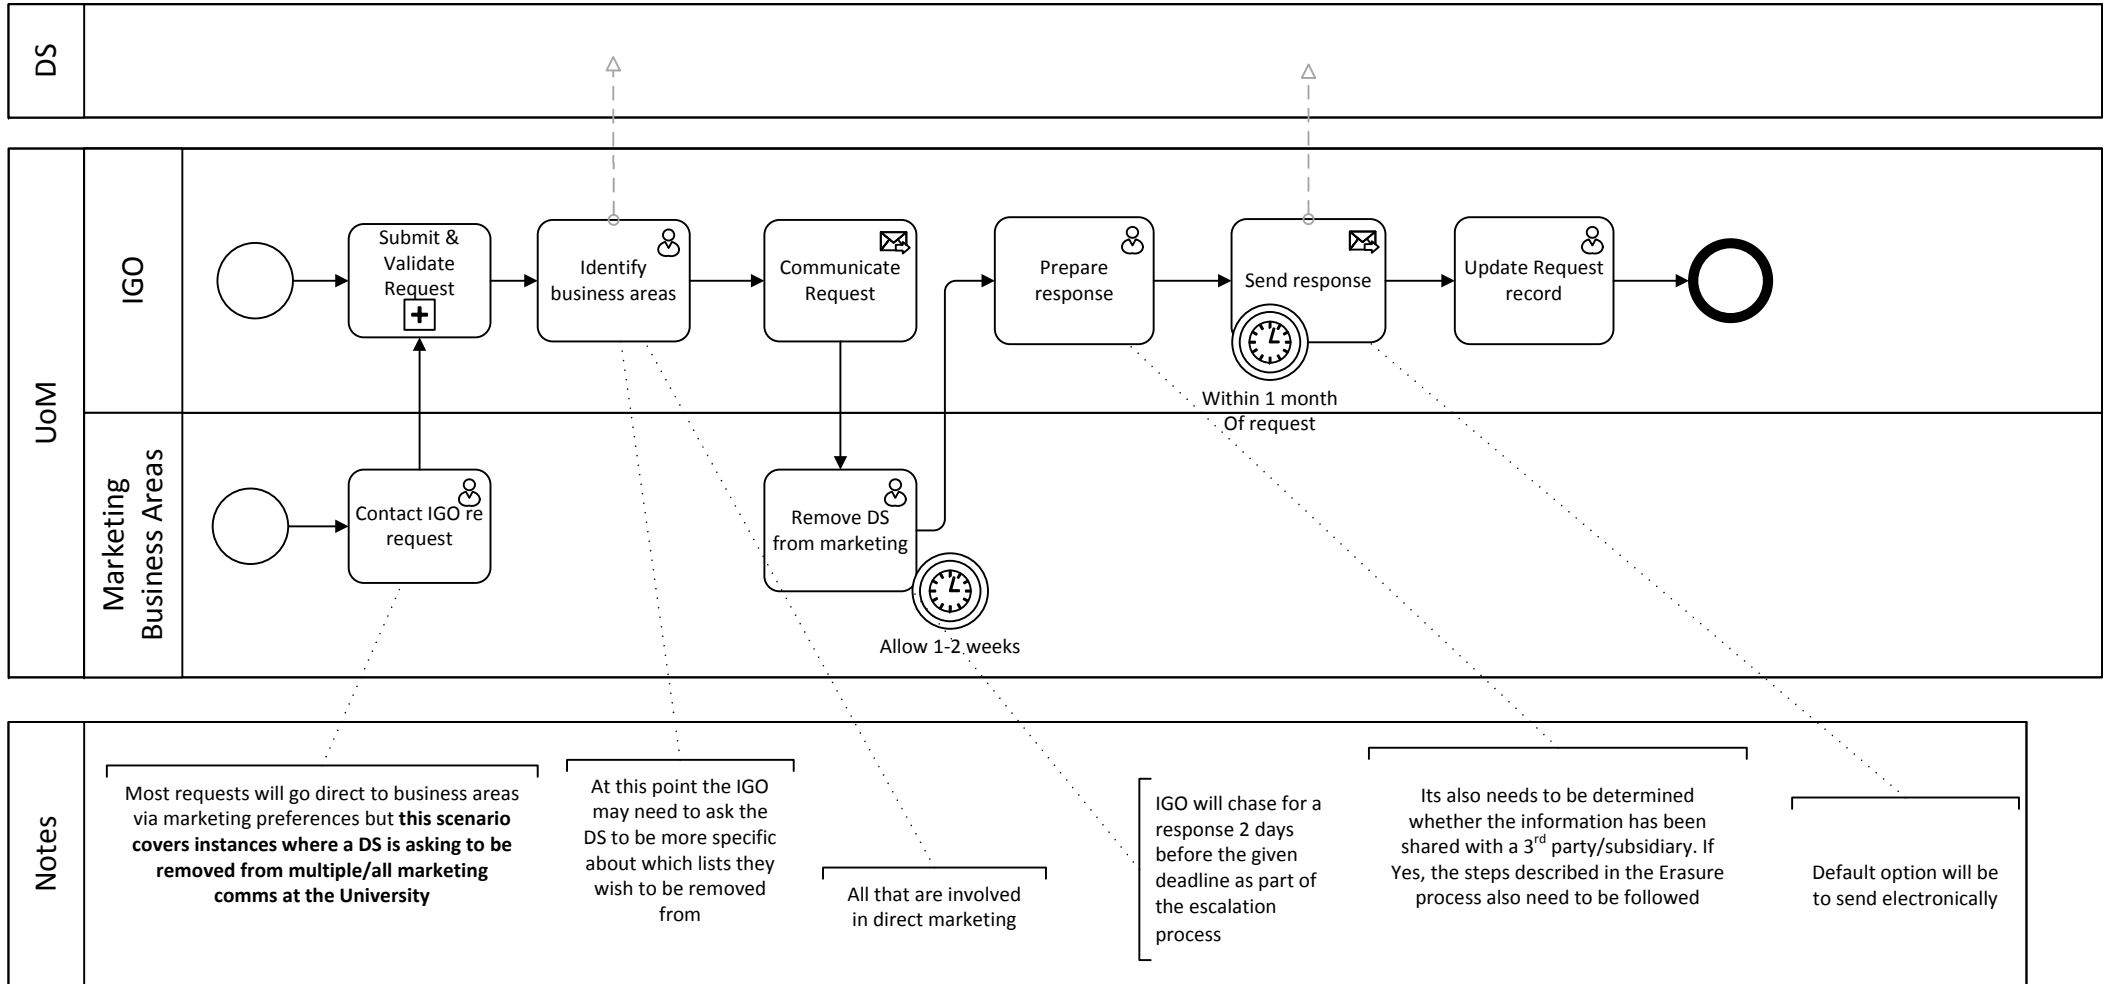 DS
UoM
IGO
Submit &
Validate
Request
Identify
business areas
Communicate
Request
Prepare
response
Send response
Update Request
record
Within 1 month
Of request
Marketing
Business Areas
Contact IGO re
request
Remove DS
from marketing
Allow 1-2 weeks
Notes
Most requests will go direct to business areas
via marketing preferences but this scenario
covers instances where a DS is asking to be
removed from multiple/all marketing
comms at the University
At this point the IGO
may need to ask the
DS to be more specific
about which lists they
wish to be removed
from
All that are involved
in direct marketing
IGO will chase for a
response 2 days
before the given
deadline as part of
the escalation
process
Its also needs to be determined
whether the information has been
shared with a 3rd party/subsidiary. If
Yes, the steps described in the Erasure
process also need to be followed
Default option will be
to send electronically